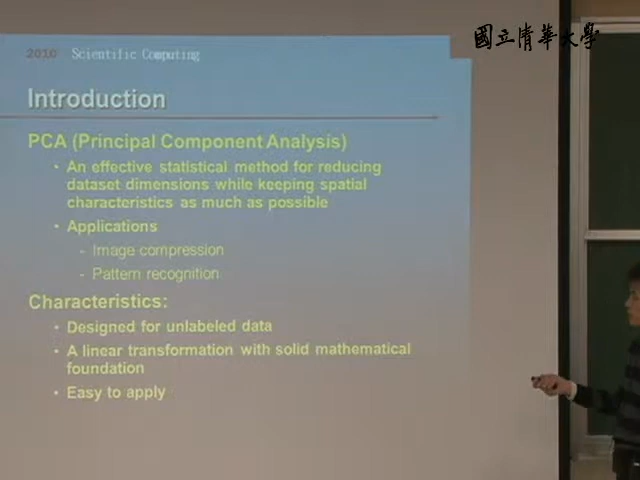 國立清華大學
2010 Scientific Computing
Introduction
PCA (Principal Component Analysis)
• An effective statistical method for reducing
dataset dimensions while keeping spatial
characteristics as much as possible
• Applications
- Image compression
- Pattern recognition
Characteristics:
• Designed for unlabeled data
• A linear transformation with solid mathematical
foundation
• Easy to apply